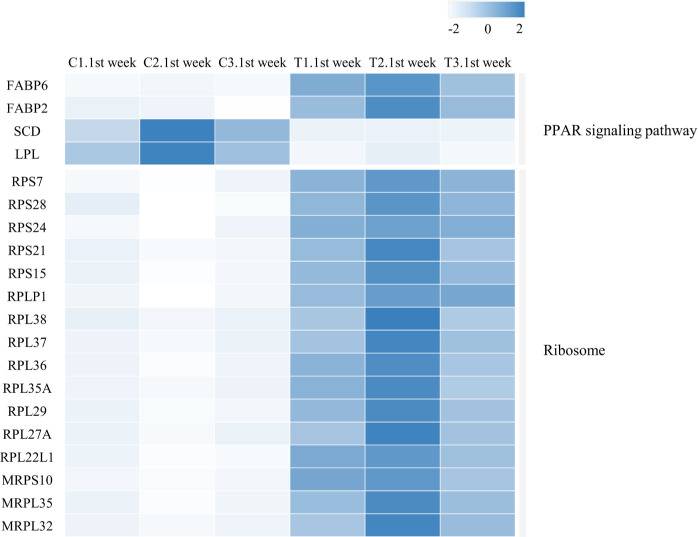 -2 0 2
C1.1st week C2.1st week C3.1st week T1.1st week T2.1st week T3.1st week
FABP6
FABP2
PPAR signaling pathway
SCD
LPL
RPS7
RPS28
RPS24
RPS21
RPS15
RPLP1
RPL38
RPL37
Ribosome
RPL36
RPL35A
RPL29
RPL27A
RPL22L1
MRPS10
MRPL35
MRPL32